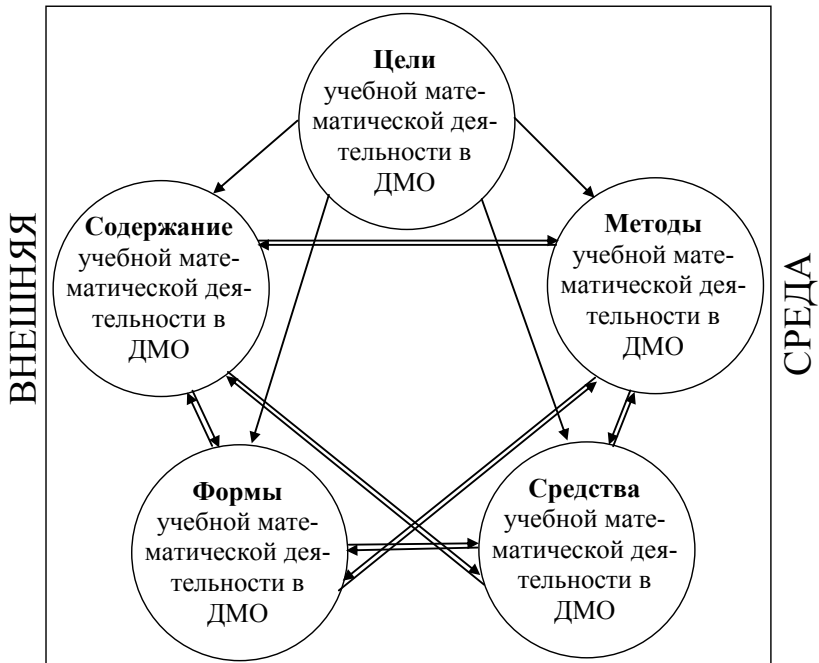 Цели
учебной мате-
матической дея-
тельности в
ДМО
ВНЕШНЯЯ
Содержание
учебной мате-
матической дея-
тельности в
ДМО
Методы
учебной мате-
матической дея-
тельности в
ДМО
СРЕДА
Формы
учебной мате-
матической дея-
тельности в
ДМО
Средства
учебной мате-
матической дея-
тельности в
ДМО